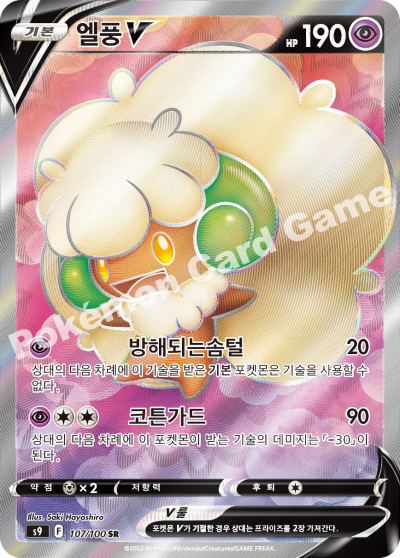 기본 엘풍V HP 190
Pokémon Card Game
방해되는솜털 20
상대의 다음 차례에 이 기술을 받은 기본 포켓몬은 기술을 사용할 수
없다.
코튼가드 90
상대의 다음 차례에 이 포켓몬이 받는 기술의 데미지는 「-30」이
된다.
약점 ×2 저항력 후퇴
Illus. Saki Hayashiro
s9 F 107/100 SR
V 룰
포켓몬 V가 기절한 경우 상대는 프라이즈를 2장 가져간다.
©2022 Pokémon/Nintendo/Creatures/GAME FREAK.